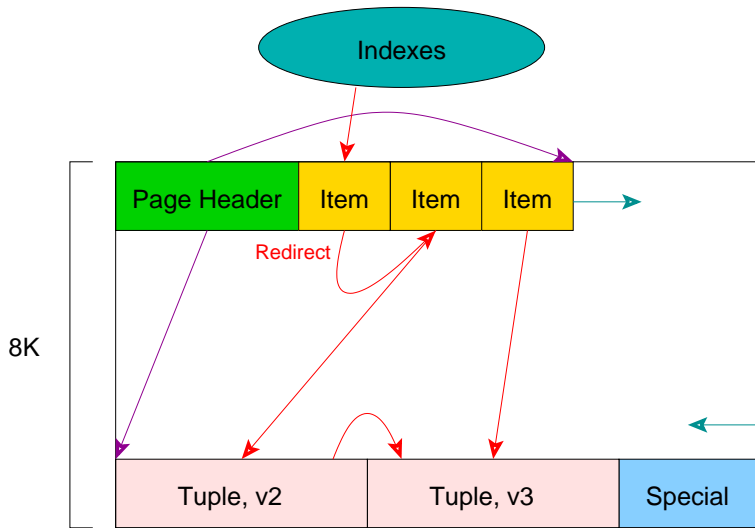 Indexes
Page Header Item Item Item
Redirect
8K
Tuple, v2 Tuple, v3 Special